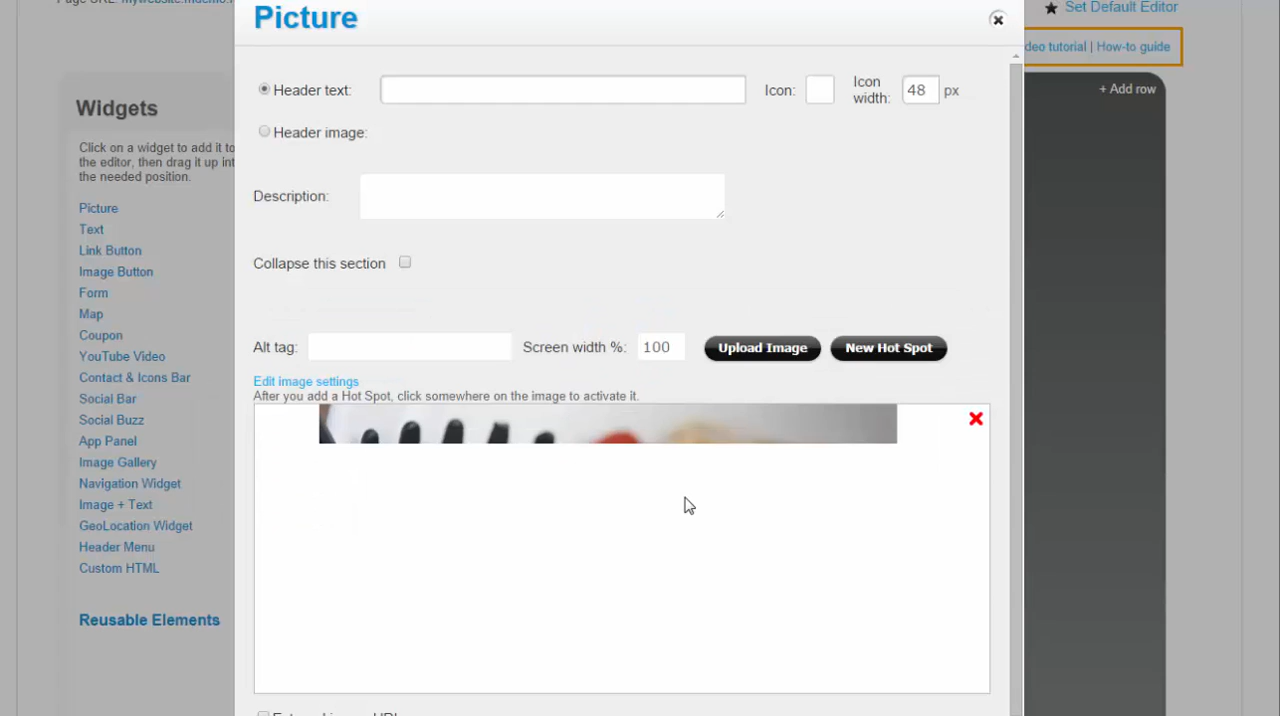 Picture
Set Default Editor
deo tutorial | How-to guide
Widgets
Click on a widget to add it to
the editor, then drag it up int
the needed position.
Picture
Text
Link Button
Image Button
Form
Map
Coupon
YouTube Video
Contact & Icons Bar
Social Bar
Social Buzz
App Panel
Image Gallery
Navigation Widget
Image + Text
GeoLocation Widget
Header Menu
Custom HTML
Reusable Elements
Header text:
Icon:
Icon
width:
48
px
Header image:
Description:
Collapse this section
Alt tag:
Screen width %:
100
Upload Image
New Hot Spot
Edit image settings
After you add a Hot Spot, click somewhere on the image to activate it.
+ Add row